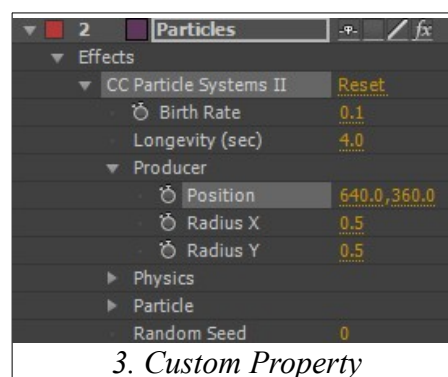 2 Particles fx
Effects
CC Particle Systems II Reset
Birth Rate 0.1
Longevity (sec) 4.0
Producer
Position 640.0,360.0
Radius X 0.5
Radius Y 0.5
Physics
Particle
Random Seed 0
3. Custom Property